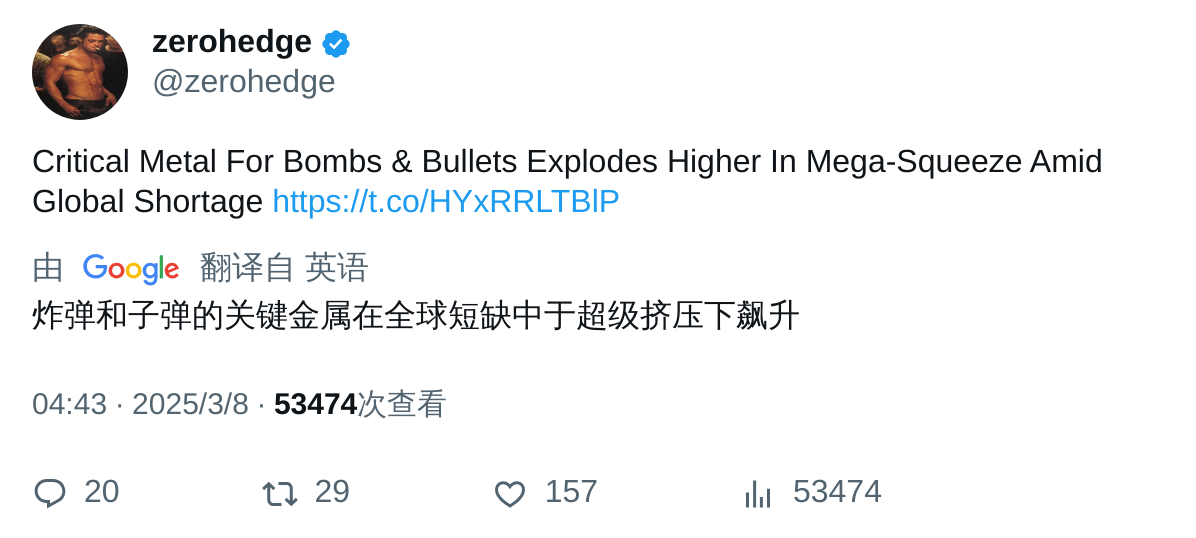 zerohedge
@zerohedge
Critical Metal For Bombs & Bullets Explodes Higher In Mega-Squeeze Amid
Global Shortage https://t.co/HYxRRLTBlP
由 Google 翻译自 英语
炸弹和子弹的关键金属在全球短缺中于超级挤压下飙升
04:43 · 2025/3/8 · 53474次查看
20 29 157 53474